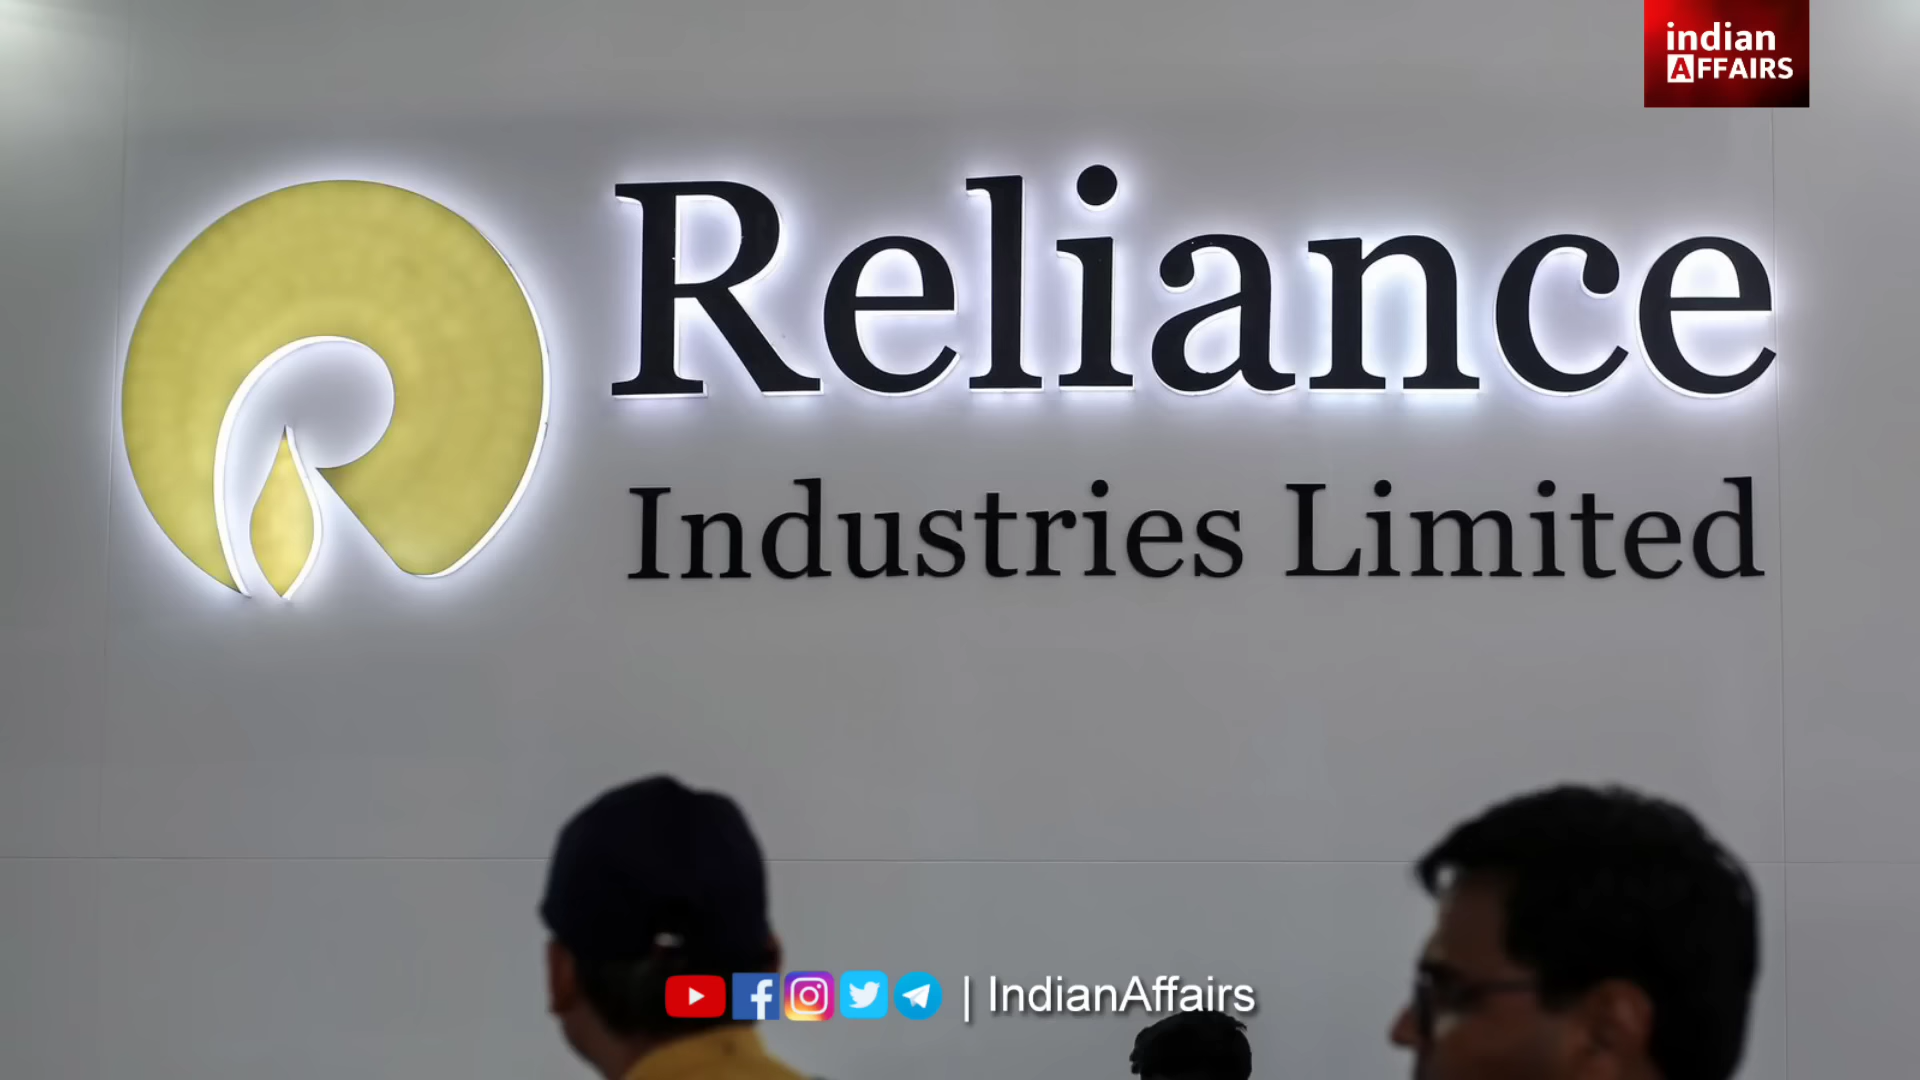 indian
AFFAIRS
Reliance
Industries Limited
| IndianAffairs